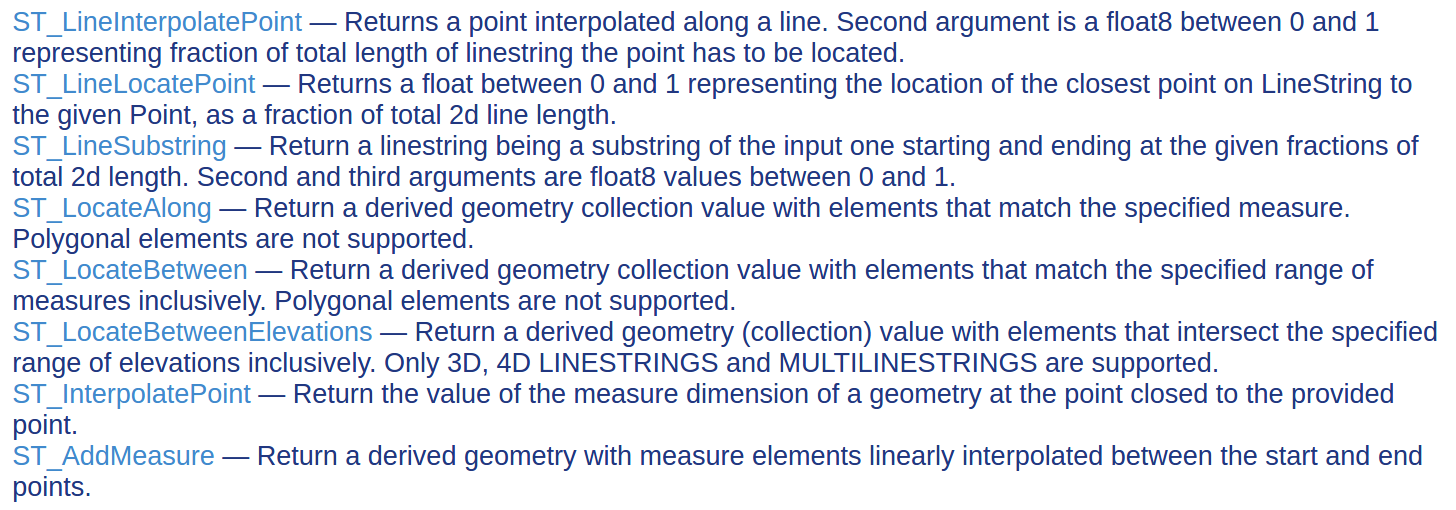 ST_LineInterpolatePoint — Returns a point interpolated along a line. Second argument is a float8 between 0 and 1
representing fraction of total length of linestring the point has to be located.
ST_LineLocatePoint — Returns a float between 0 and 1 representing the location of the closest point on LineString to
the given Point, as a fraction of total 2d line length.
ST_LineSubstring — Return a linestring being a substring of the input one starting and ending at the given fractions of
total 2d length. Second and third arguments are float8 values between 0 and 1.
ST_LocateAlong — Return a derived geometry collection value with elements that match the specified measure.
Polygonal elements are not supported.
ST_LocateBetween — Return a derived geometry collection value with elements that match the specified range of
measures inclusively. Polygonal elements are not supported.
ST_LocateBetweenElevations — Return a derived geometry (collection) value with elements that intersect the specified
range of elevations inclusively. Only 3D, 4D LINESTRINGS and MULTILINESTRINGS are supported.
ST_InterpolatePoint — Return the value of the measure dimension of a geometry at the point closed to the provided
point.
ST_AddMeasure — Return a derived geometry with measure elements linearly interpolated between the start and end
points.